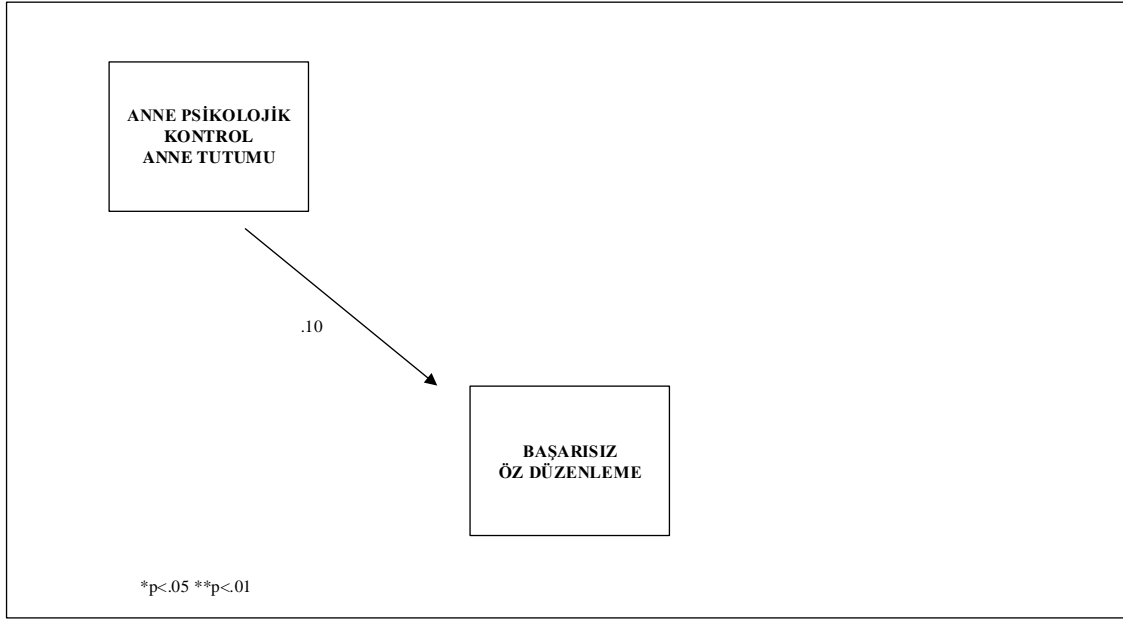 ANNE PSİKOLOJİK
KONTROL
ANNE TUTUMU
.10
BAŞARISIZ
ÖZ DÜZENLEME
*p<.05 **p<.01